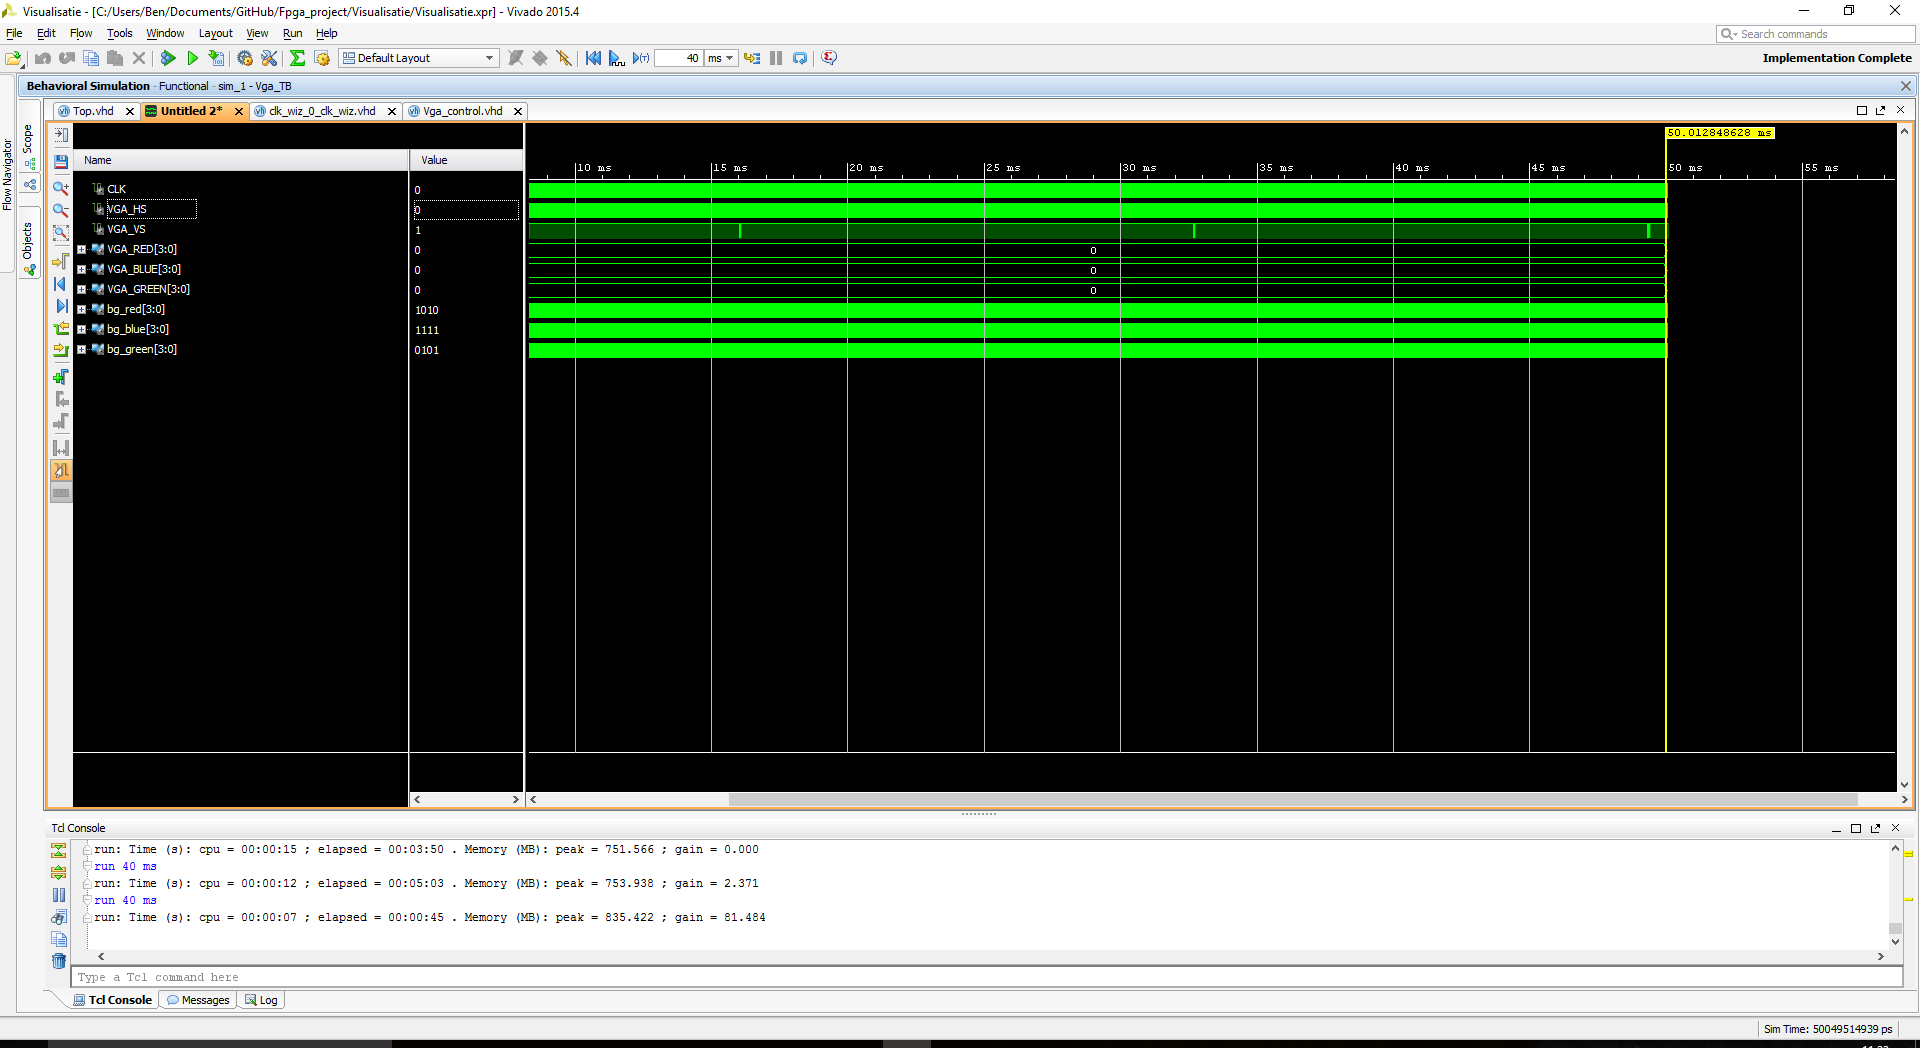 Visualisatie - [C:/Users/Ben/Documents/GitHub/Fpga_project/Visualisatie/Visualisatie.xpr] - Vivado 2015.4
File Edit Flow Tools Window Layout View Run Help
Search commands
Default Layout
40 ms
Implementation Complete
Behavioral Simulation - Functional - sim_1 - Vga_TB
Flow Navigator
Scope
Objects
Top.vhd
Untitled 2*
clk_wiz_0_clk_wiz.vhd
Vga_control.vhd
50.012848628 ms
Name Value
10 ms 15 ms 20 ms 25 ms 30 ms 35 ms 40 ms 45 ms 50 ms 55 ms
CLK 0
VGA_HS 0
VGA_VS 1
VGA_RED[3:0] 0 0
VGA_BLUE[3:0] 0 0
VGA_GREEN[3:0] 0 0
bg_red[3:0] 1010
bg_blue[3:0] 1111
bg_green[3:0] 0101
Tcl Console
run: Time (s): cpu = 00:00:15 ; elapsed = 00:03:50 . Memory (MB): peak = 751.566 ; gain = 0.000
run 40 ms
run: Time (s): cpu = 00:00:12 ; elapsed = 00:05:03 . Memory (MB): peak = 753.938 ; gain = 2.371
run 40 ms
run: Time (s): cpu = 00:00:07 ; elapsed = 00:00:45 . Memory (MB): peak = 835.422 ; gain = 81.484
Type a Tcl command here
Tcl Console Messages Log
Sim Time: 50049514939 ps